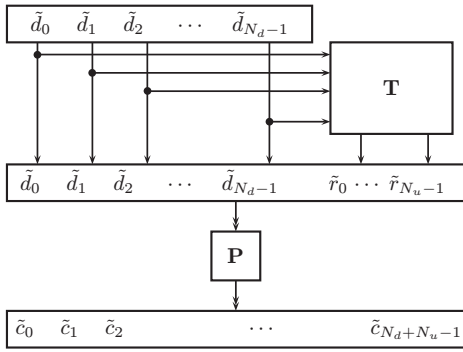 d̃₀ d̃₁ d̃₂ ⋯ d̃_{N_d−1}
T
d̃₀ d̃₁ d̃₂ ⋯ d̃_{N_d−1} r̃₀ ⋯ r̃_{N_u−1}
P
c̃₀ c̃₁ c̃₂ ⋯ c̃_{N_d+N_u−1}